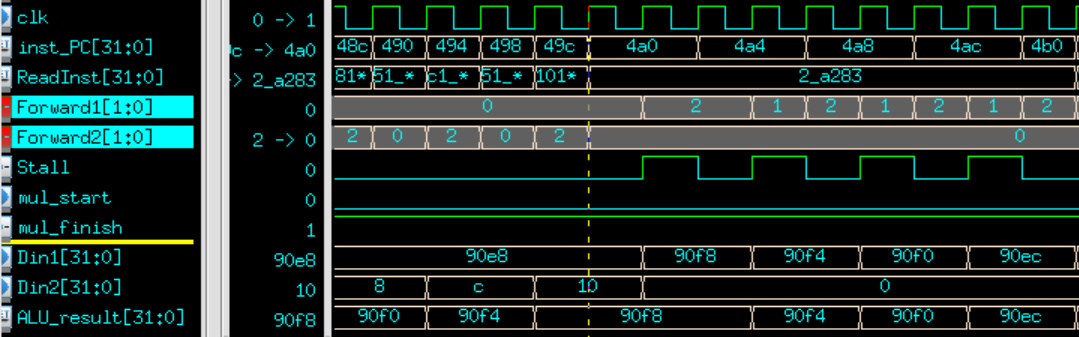 clk 0 -> 1
inst_PC[31:0] 0c -> 4a0 48c 490 494 498 49c 4a0 4a4 4a8 4ac 4b0
ReadInst[31:0] > 2_a283 81* 51_* c1_* 51_* 101* 2_a283
Forward1[1:0] 0 0 2 1 2 1 2 1 2
Forward2[1:0] 2 -> 0 2 0 2 0 2 0
Stall 0
mul_start 0
mul_finish 1
Din1[31:0] 90e8 90e8 90f8 90f4 90f0 90ec
Din2[31:0] 10 8 c 10 0
ALU_result[31:0] 90f8 90f0 90f4 90f8 90f4 90f0 90ec